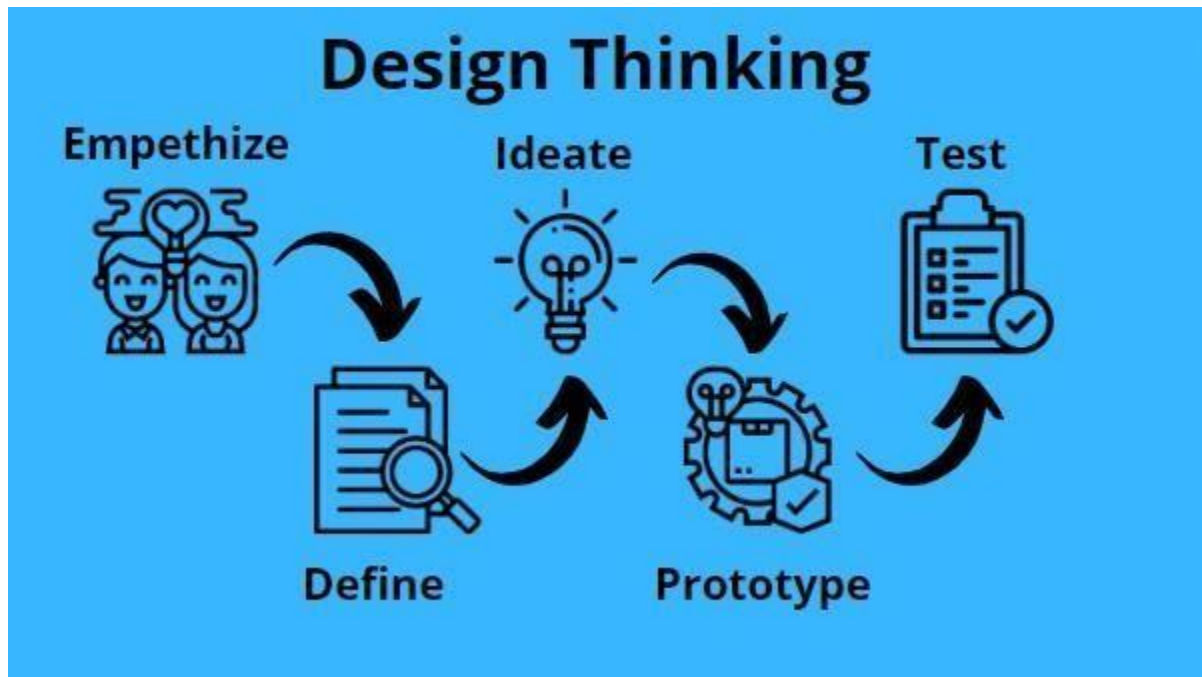 Design Thinking
Empethize
Ideate
Test
Define
Prototype